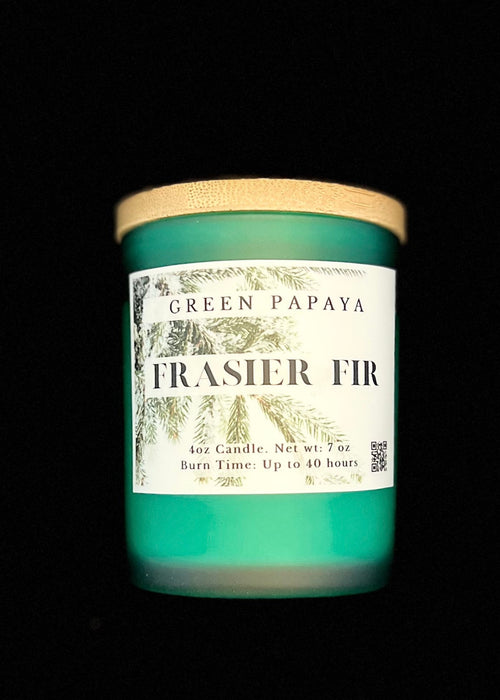 GREEN PAPAYA
FRASIER FIR
4oz Candle. Net wt: 7 oz
Burn Time: Up to 40 hours